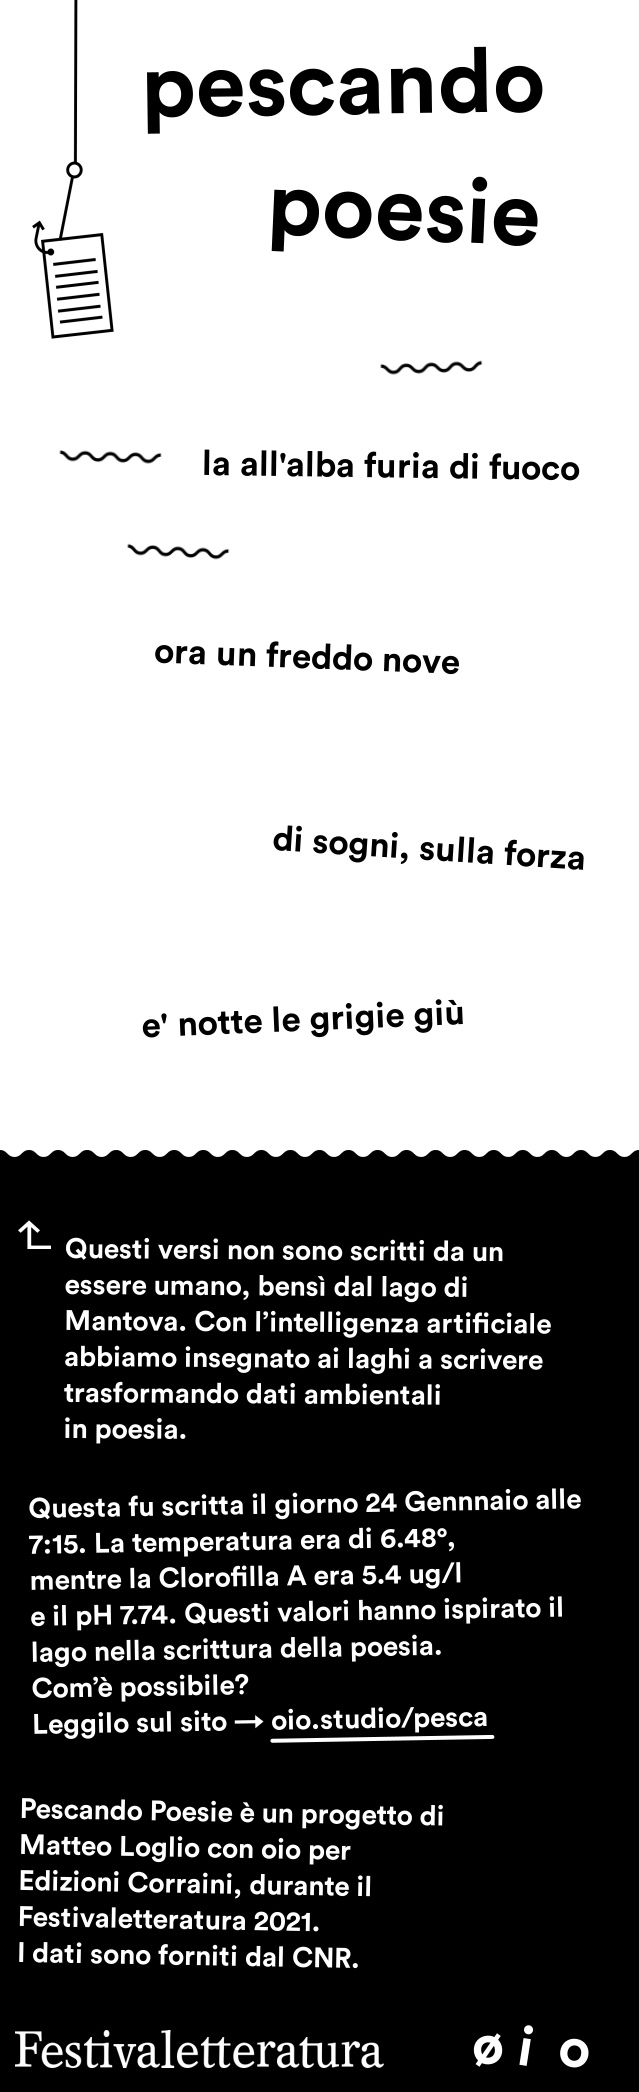 pescando
poesie
la all'alba furia di fuoco
ora un freddo nove
di sogni, sulla forza
e' notte le grigie giù
Questi versi non sono scritti da un
essere umano, bensì dal lago di
Mantova. Con l’intelligenza artificiale
abbiamo insegnato ai laghi a scrivere
trasformando dati ambientali
in poesia.
Questa fu scritta il giorno 24 Gennnaio alle
7:15. La temperatura era di 6.48°,
mentre la Clorofilla A era 5.4 ug/l
e il pH 7.74. Questi valori hanno ispirato il
lago nella scrittura della poesia.
Com’è possibile?
Leggilo sul sito → oio.studio/pesca
Pescando Poesie è un progetto di
Matteo Loglio con oio per
Edizioni Corraini, durante il
Festivaletteratura 2021.
I dati sono forniti dal CNR.
Festivaletteratura øio